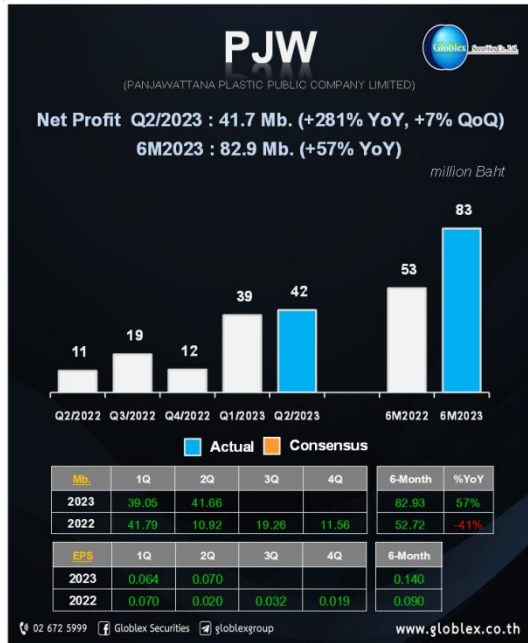 PJW
Globlex Securities Co.,Ltd.
(PANJAWATTANA PLASTIC PUBLIC COMPANY LIMITED)
Net Profit Q2/2023 : 41.7 Mb. (+281% YoY, +7% QoQ)
6M2023 : 82.9 Mb. (+57% YoY)
million Baht
11 19 12 39 42 53 83
Q2/2022 Q3/2022 Q4/2022 Q1/2023 Q2/2023 6M2022 6M2023
Actual Consensus
Mb. 1Q 2Q 3Q 4Q 6-Month %YoY
2023 39.05 41.66 82.93 57%
2022 41.79 10.92 19.26 11.56 52.72 -41%
EPS 1Q 2Q 3Q 4Q 6-Month
2023 0.064 0.070 0.140
2022 0.070 0.020 0.032 0.019 0.090
02 672 5999 Globlex Securities globlexgroup www.globlex.co.th